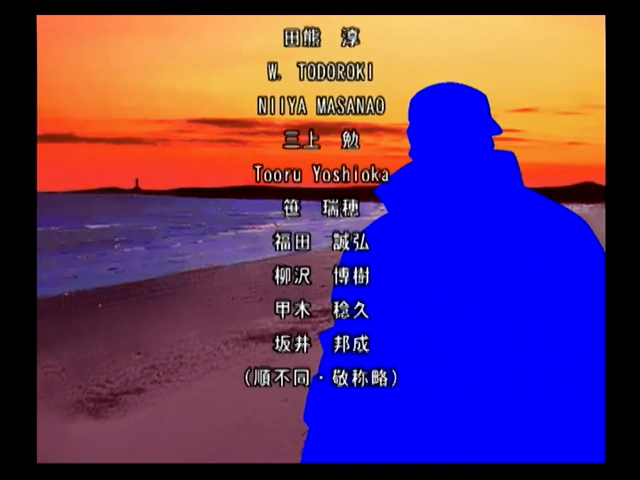 田熊 淳
W. TODOROKI
NIIYA MASANAO
三上 勉
Tooru Yoshioka
笹 瑞穂
福田 誠弘
柳沢 博樹
甲木 稔久
坂井 邦成
(順不同・敬称略)